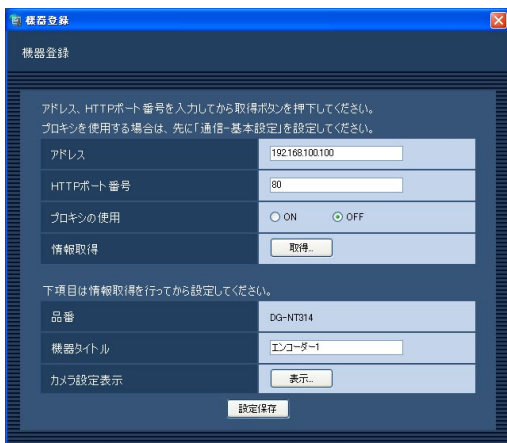 機器登録
機器登録
アドレス、HTTPポート番号を入力してから取得ボタンを押下してください。
プロキシを使用する場合は、先に「通信-基本設定」を設定してください。
アドレス 192.168.100.100
HTTPポート番号 80
プロキシの使用 ON OFF
情報取得 取得...
下項目は情報取得を行ってから設定してください。
品番 DG-NT314
機器タイトル エンコーダー1
カメラ設定表示 表示...
設定保存